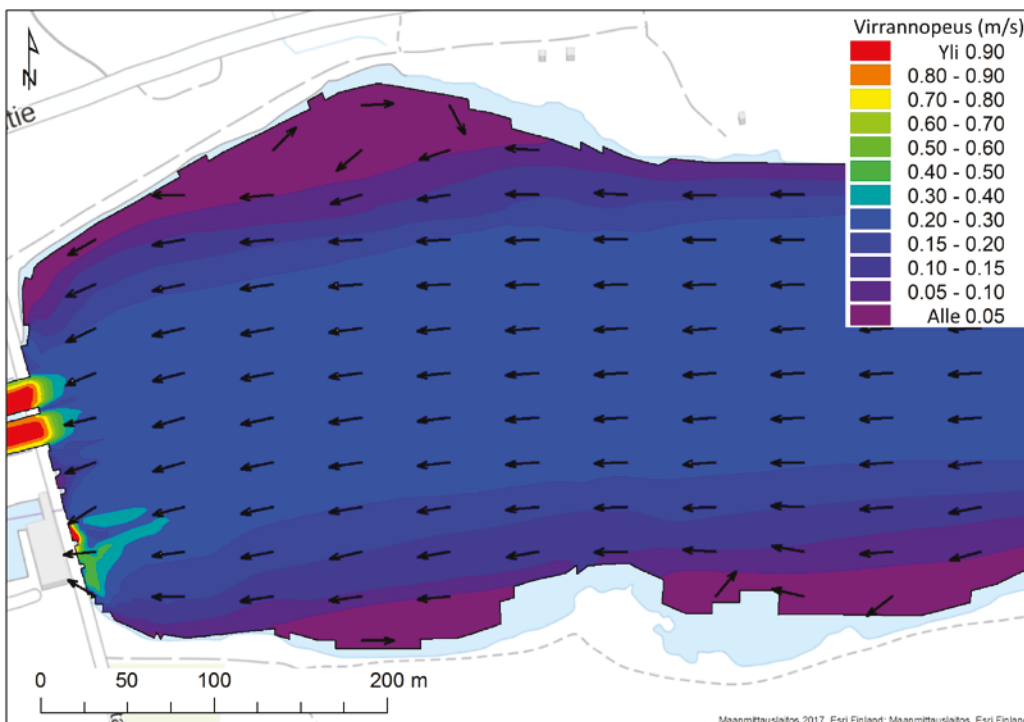 N
tie
Virrannopeus (m/s)
Yli 0.90
0.80 - 0.90
0.70 - 0.80
0.60 - 0.70
0.50 - 0.60
0.40 - 0.50
0.30 - 0.40
0.20 - 0.30
0.15 - 0.20
0.10 - 0.15
0.05 - 0.10
Alle 0.05
0 50 100 200 m
Maanmittauslaitos 2017, Esri Finland; Maanmittauslaitos, Esri Finland